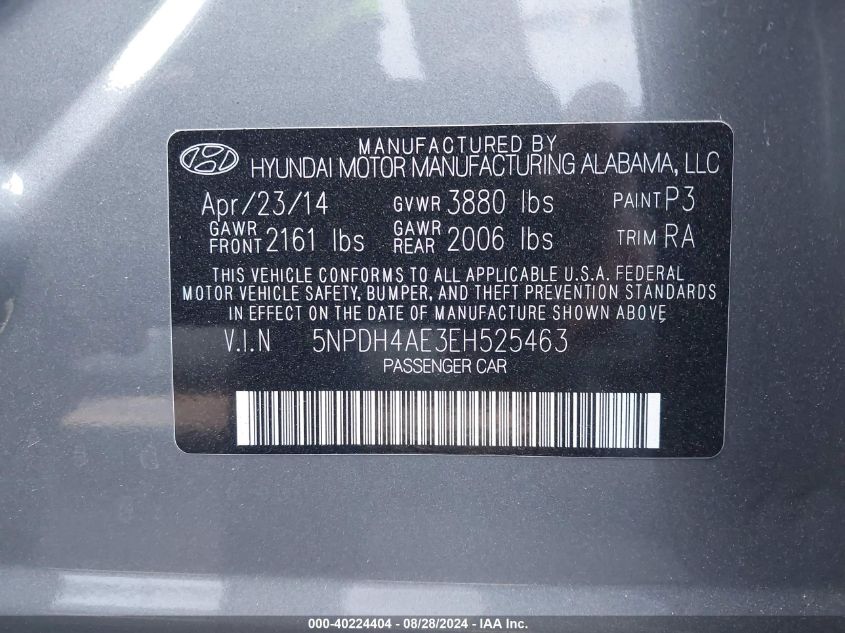 MANUFACTURED BY
HYUNDAI MOTOR MANUFACTURING ALABAMA, LLC
Apr/23/14 GVWR 3880 lbs PAINT P3
GAWR FRONT 2161 lbs GAWR REAR 2006 lbs TRIM RA
THIS VEHICLE CONFORMS TO ALL APPLICABLE U.S.A. FEDERAL
MOTOR VEHICLE SAFETY, BUMPER, AND THEFT PREVENTION STANDARDS
IN EFFECT ON THE DATE OF MANUFACTURE SHOWN ABOVE
V.I.N 5NPDH4AE3EH525463
PASSENGER CAR
000-40224404 - 08/28/2024 - IAA Inc.